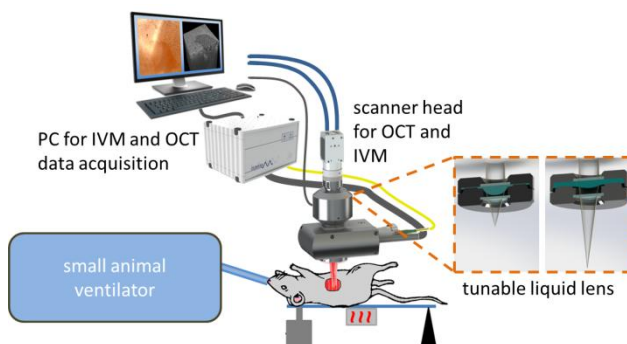 PC for IVM and OCT
data acquisition
scanner head
for OCT and
IVM
small animal
ventilator
tunable liquid lens